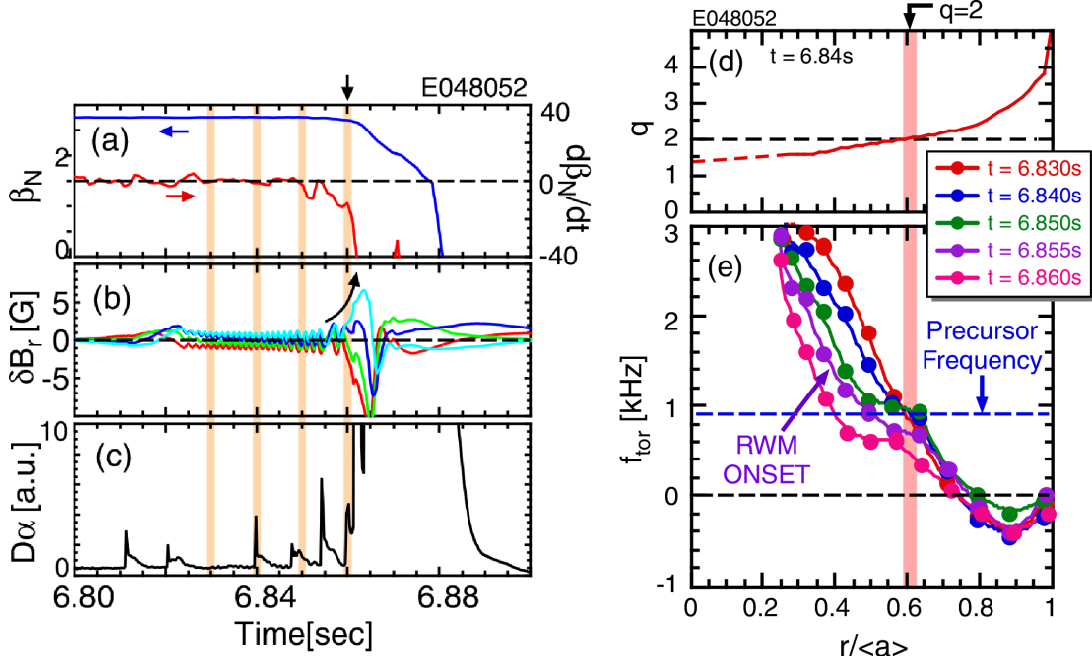 E048052
(a)
β_N
2
0
40
0
-40
dβ_N/dt
(b)
δB_r [G]
5
0
-5
(c)
Dα [a.u.]
10
5
0
6.80
6.84
6.88
Time[sec]
E048052
q=2
(d)
t = 6.84s
q
4
3
2
1
0
t = 6.830s
t = 6.840s
t = 6.850s
t = 6.855s
t = 6.860s
(e)
f_tor [kHz]
3
2
1
0
-1
Precursor
Frequency
RWM
ONSET
0
0.2
0.4
0.6
0.8
1
r/<a>